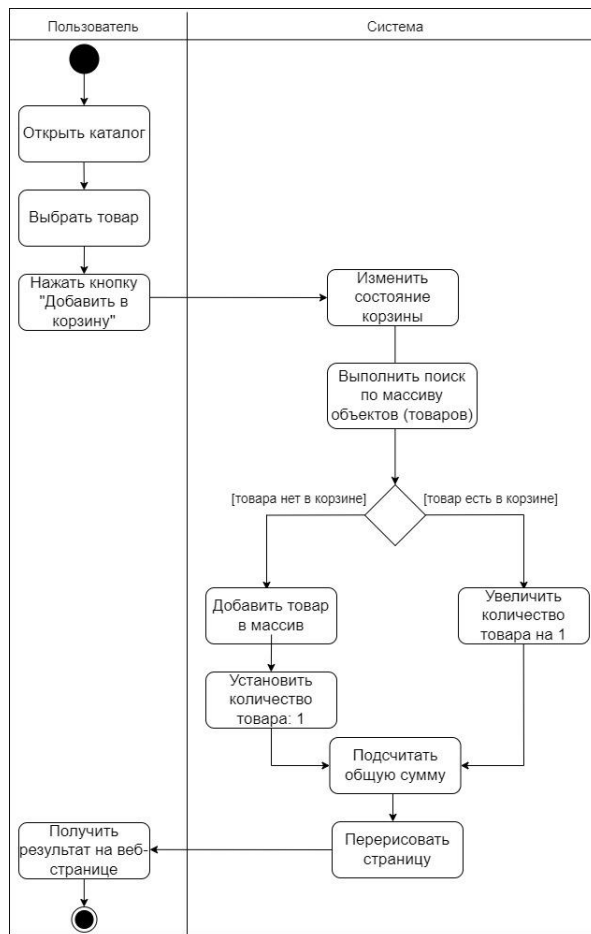 Пользователь
Система
Открыть каталог
Выбрать товар
Нажать кнопку
"Добавить в
корзину"
Изменить
состояние
корзины
Выполнить поиск
по массиву
объектов (товаров)
[товара нет в корзине]
[товар есть в корзине]
Добавить товар
в массив
Увеличить
количество
товара на 1
Установить
количество
товара: 1
Подсчитать
общую сумму
Получить
результат на веб-
странице
Перерисовать
страницу